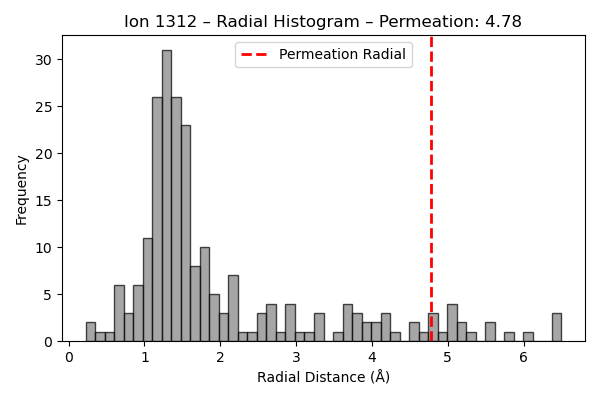 Ion 1312 – Radial Histogram – Permeation: 4.78
Permeation Radial
Frequency
30
25
20
15
10
5
0
0 1 2 3 4 5 6
Radial Distance (Å)